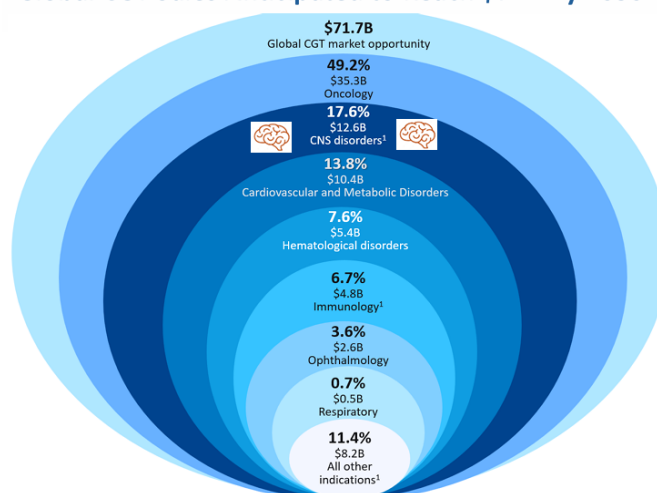 $71.7B
Global CGT market opportunity
49.2%
$35.3B
Oncology
17.6%
$12.6B
CNS disorders¹
13.8%
$10.4B
Cardiovascular and Metabolic Disorders
7.6%
$5.4B
Hematological disorders
6.7%
$4.8B
Immunology¹
3.6%
$2.6B
Ophthalmology
0.7%
$0.5B
Respiratory
11.4%
$8.2B
All other
indications¹